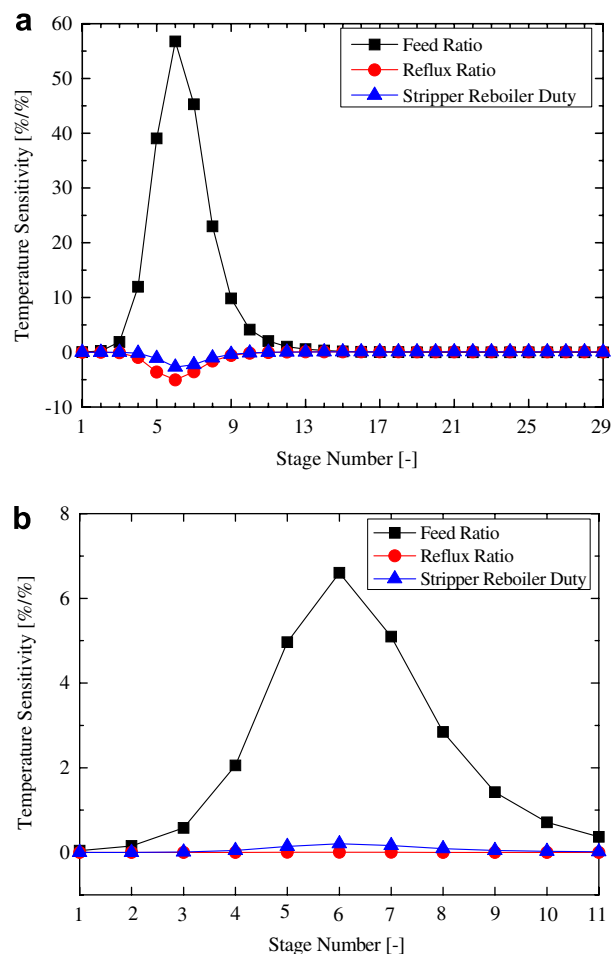 a
60
50
40
30
20
10
0
-10
Temperature Sensitivity [%/%]
Feed Ratio
Reflux Ratio
Stripper Reboiler Duty
1 5 9 13 17 21 25 29
Stage Number [-]
b
8
6
4
2
0
Temperature Sensitivity [%/%]
Feed Ratio
Reflux Ratio
Stripper Reboiler Duty
1 2 3 4 5 6 7 8 9 10 11
Stage Number [-]